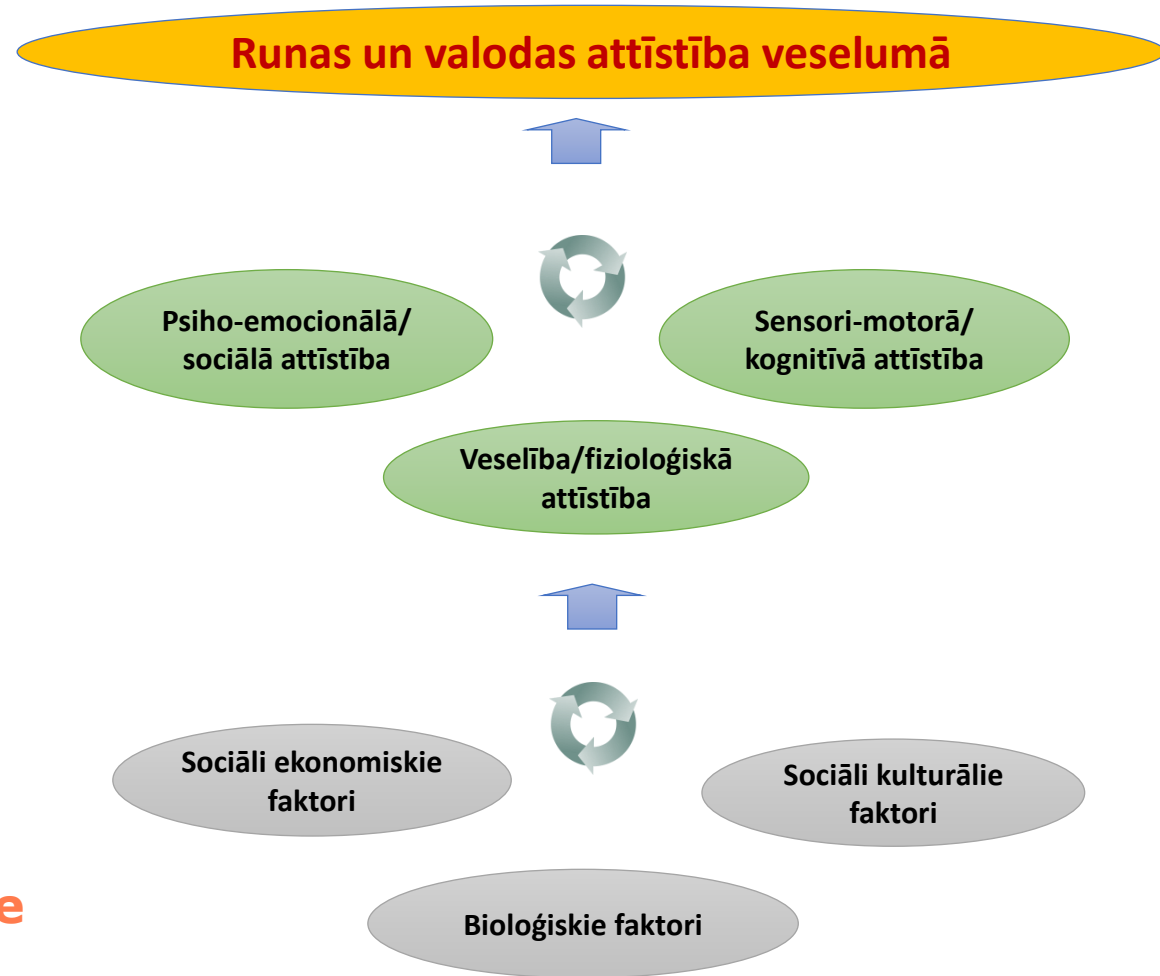 Runas un valodas attīstība veselumā
Psiho-emocionālā/
sociālā attīstība
Sensori-motorā/
kognitīvā attīstība
Veselība/fizioloģiskā
attīstība
Sociāli ekonomiskie
faktori
Sociāli kulturālie
faktori
e
Bioloģiskie faktori